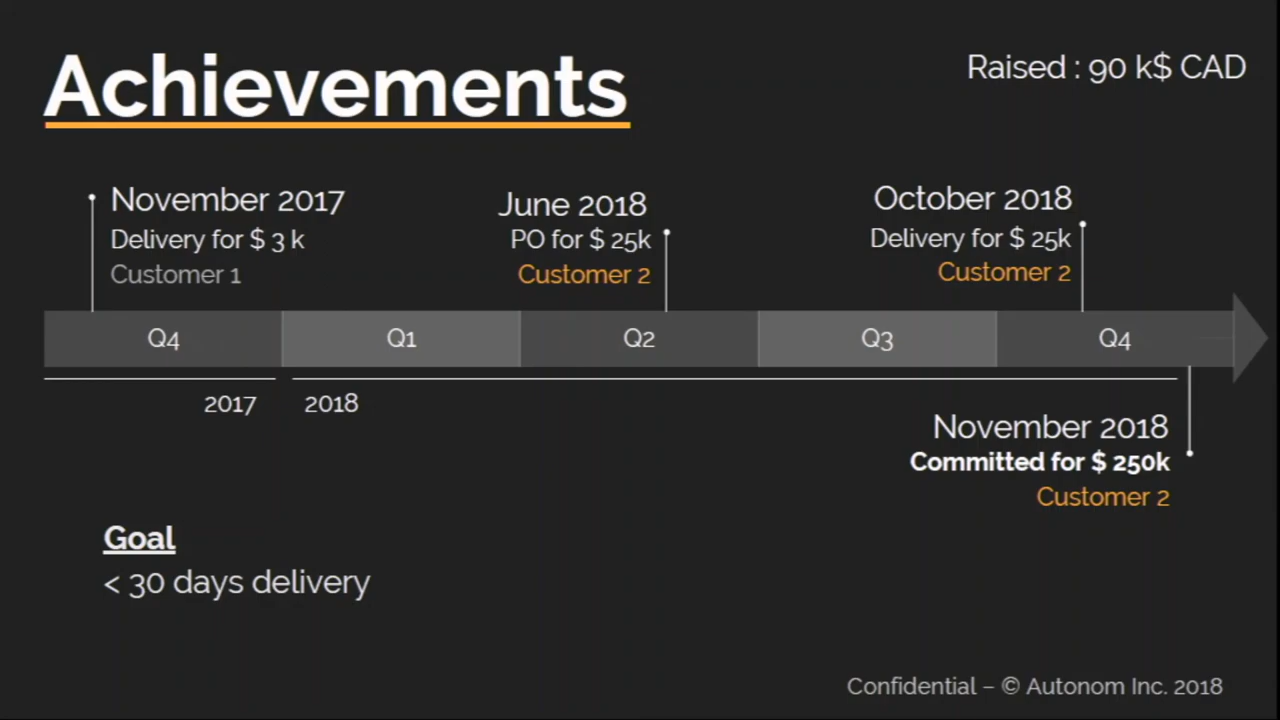 Achievements
Raised : 90 k$ CAD
November 2017
Delivery for $ 3 k
Customer 1
June 2018
PO for $ 25k
Customer 2
October 2018
Delivery for $ 25k
Customer 2
Q4
Q1
Q2
Q3
Q4
2017
2018
November 2018
Committed for $ 250k
Customer 2
Goal
< 30 days delivery
Confidential – © Autonom Inc. 2018